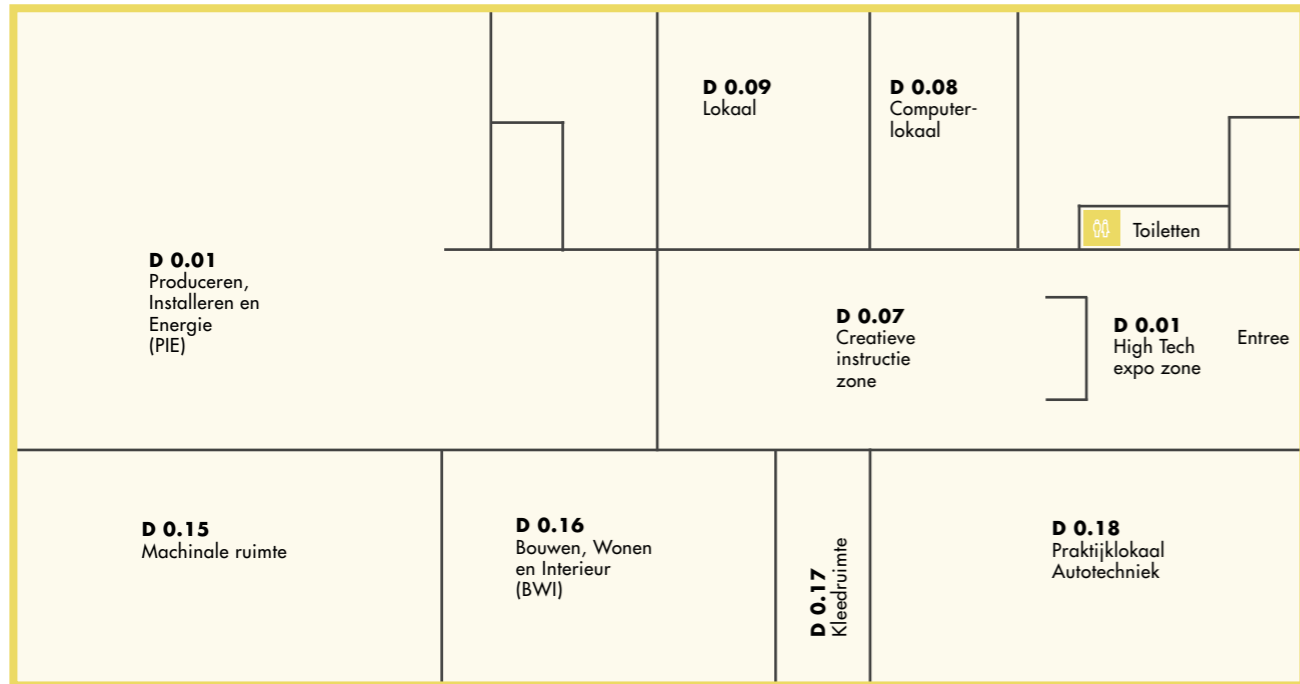 D 0.09
Lokaal
D 0.08
Computer-
lokaal
Toiletten
D 0.01
Produceren,
Installeren en
Energie
(PIE)
D 0.07
Creatieve
instructie
zone
D 0.01
High Tech
expo zone
Entree
D 0.15
Machinale ruimte
D 0.16
Bouwen, Wonen
en Interieur
(BWI)
D 0.17
Kleedruimte
D 0.18
Praktijklokaal
Autotechniek